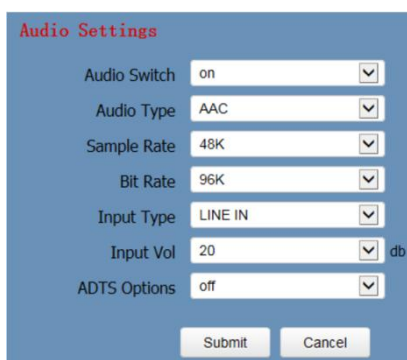 Audio Settings
Audio Switch on
Audio Type AAC
Sample Rate 48K
Bit Rate 96K
Input Type LINE IN
Input Vol 20 db
ADTS Options off
Submit Cancel